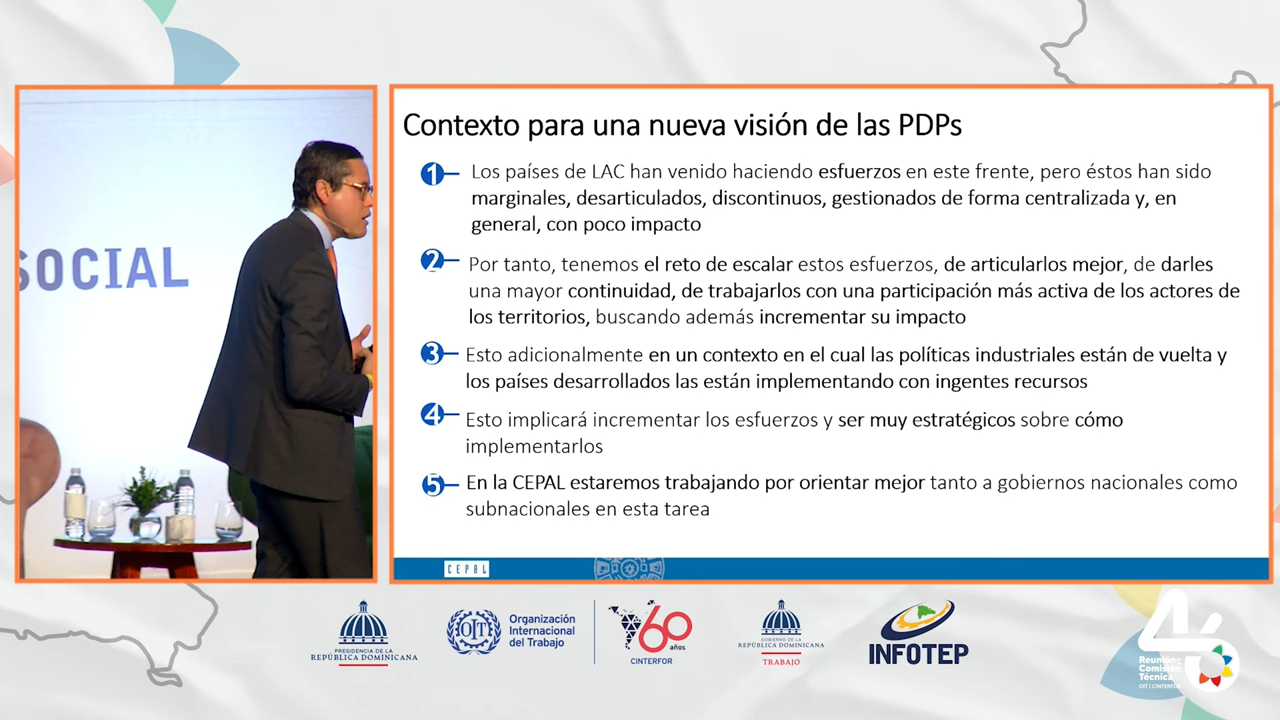 SOCIAL
Contexto para una nueva visión de las PDPs
1 Los países de LAC han venido haciendo esfuerzos en este frente, pero éstos han sido
marginales, desarticulados, discontinuos, gestionados de forma centralizada y, en
general, con poco impacto
2 Por tanto, tenemos el reto de escalar estos esfuerzos, de articularlos mejor, de darles
una mayor continuidad, de trabajarlos con una participación más activa de los actores de
los territorios, buscando además incrementar su impacto
3 Esto adicionalmente en un contexto en el cual las políticas industriales están de vuelta y
los países desarrollados las están implementando con ingentes recursos
4 Esto implicará incrementar los esfuerzos y ser muy estratégicos sobre cómo
implementarlos
5 En la CEPAL estaremos trabajando por orientar mejor tanto a gobiernos nacionales como
subnacionales en esta tarea
CEPAL
PRESIDENCIA DE LA
REPÚBLICA DOMINICANA
OIT
Organización
Internacional
del Trabajo
60
años
CINTERFOR
GOBIERNO DE LA
REPÚBLICA DOMINICANA
TRABAJO
INFOTEP
46
Reunión
Comisión
Técnica
OIT | CINTERFOR